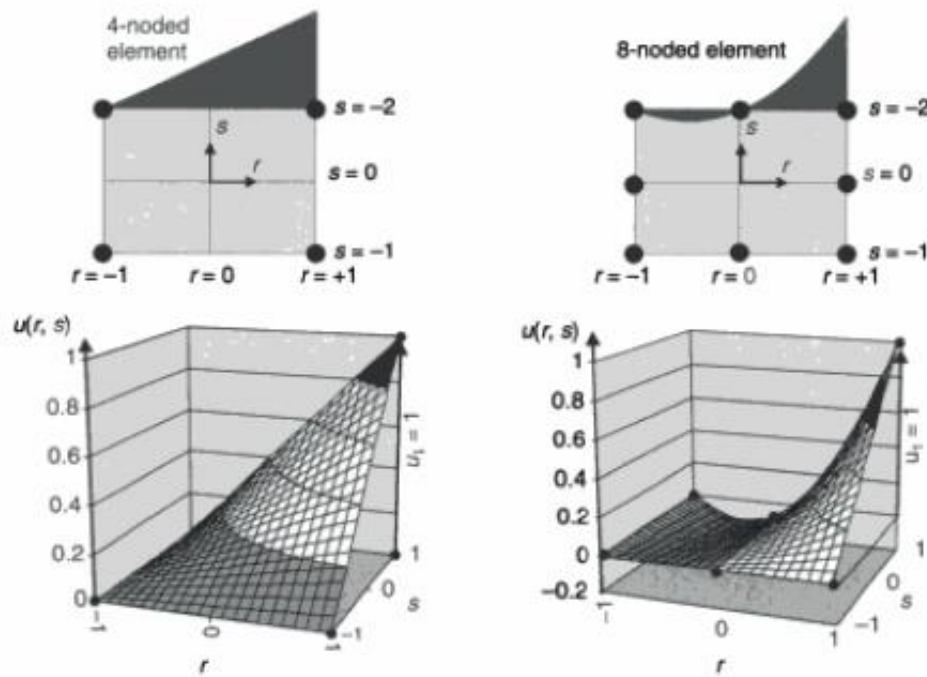 4-noded
element
s = −2
s
r
s = 0
s = −1
r = −1
r = 0
r = +1
8-noded element
s = −2
s
r
s = 0
s = −1
r = −1
r = 0
r = +1
u(r, s)
1
0.8
0.6
0.4
0.2
0
u₁ = 1
1
0
−1
s
−1
0
1
r
u(r, s)
1
0.8
0.6
0.4
0.2
0
−0.2
u₁ = 1
1
0
−1
s
0
1
r